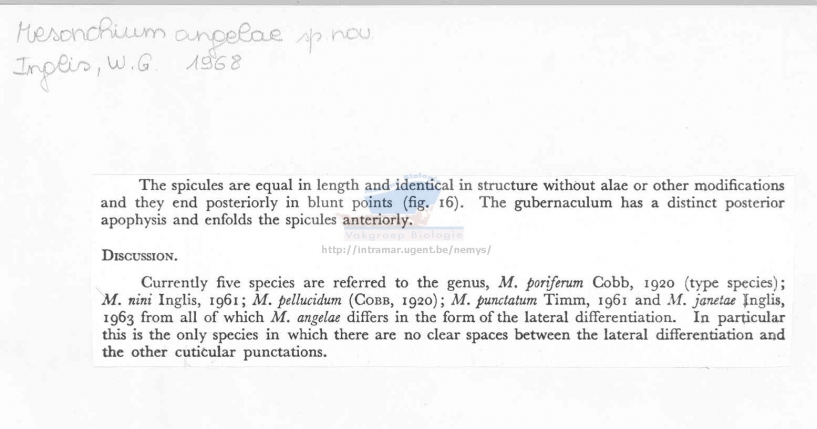 Mesonchium angelae sp. nov
Inglis, W.G. 1968
The spicules are equal in length and identical in structure without alae or other modifications
and they end posteriorly in blunt points (fig. 16). The gubernaculum has a distinct posterior
apophysis and enfolds the spicules anteriorly.
Vakgroep Biologie
http://intramar.ugent.be/nemys/
Discussion.
Currently five species are referred to the genus, M. poriferum Cobb, 1920 (type species);
M. nini Inglis, 1961; M. pellucidum (Cobb, 1920); M. punctatum Timm, 1961 and M. janetae Inglis,
1963 from all of which M. angelae differs in the form of the lateral differentiation. In particular
this is the only species in which there are no clear spaces between the lateral differentiation and
the other cuticular punctations.